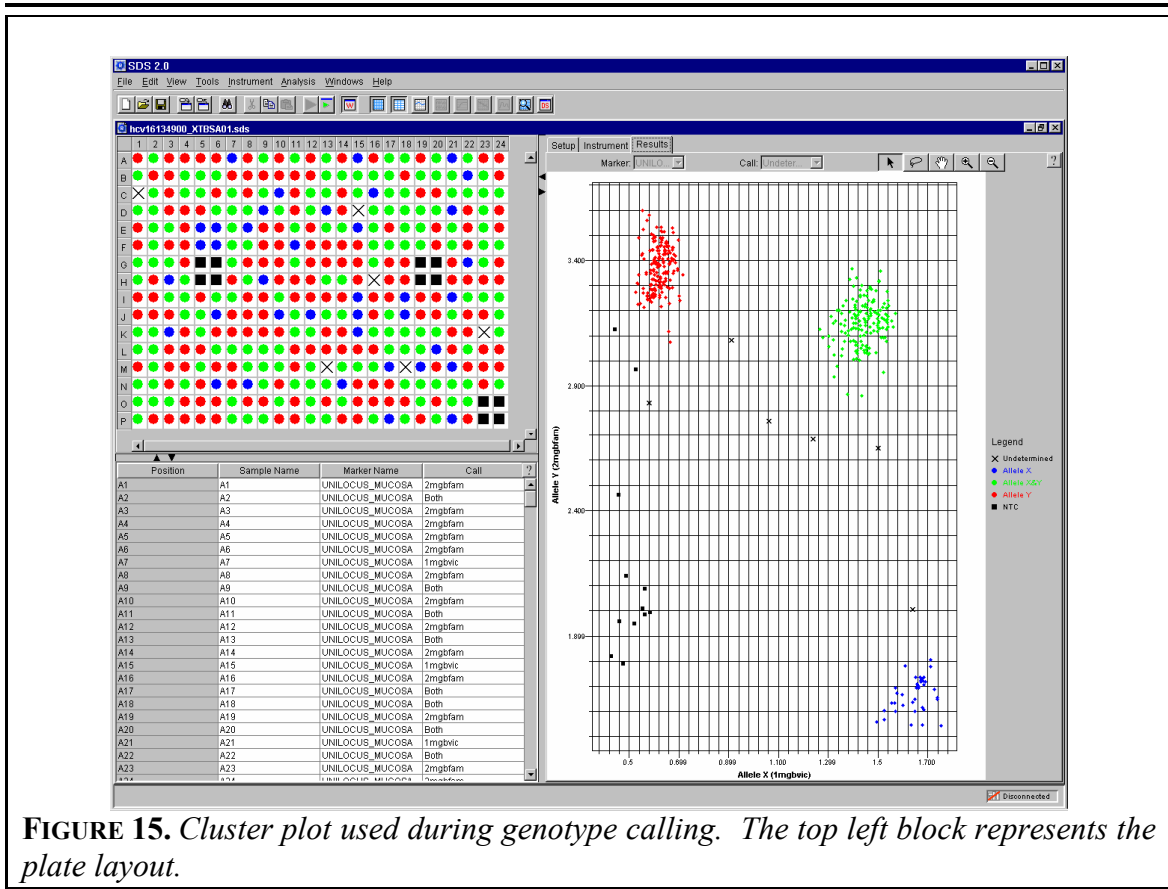 SDS 2.0
File Edit View Tools Instrument Analysis Windows Help
hcv16134900_XTBSA01.sds
1 2 3 4 5 6 7 8 9 10 11 12 13 14 15 16 17 18 19 20 21 22 23 24
A
B
C
D
E
F
G
H
I
J
K
L
M
N
O
P
Position Sample Name Marker Name Call ?
A1 A1 UNILOCUS_MUCOSA 2mgbfam
A2 A2 UNILOCUS_MUCOSA Both
A3 A3 UNILOCUS_MUCOSA 2mgbfam
A4 A4 UNILOCUS_MUCOSA 2mgbfam
A5 A5 UNILOCUS_MUCOSA 2mgbfam
A6 A6 UNILOCUS_MUCOSA 2mgbfam
A7 A7 UNILOCUS_MUCOSA 1mgbvic
A8 A8 UNILOCUS_MUCOSA 2mgbfam
A9 A9 UNILOCUS_MUCOSA Both
A10 A10 UNILOCUS_MUCOSA 2mgbfam
A11 A11 UNILOCUS_MUCOSA Both
A12 A12 UNILOCUS_MUCOSA 2mgbfam
A13 A13 UNILOCUS_MUCOSA Both
A14 A14 UNILOCUS_MUCOSA 2mgbfam
A15 A15 UNILOCUS_MUCOSA 1mgbvic
A16 A16 UNILOCUS_MUCOSA 2mgbfam
A17 A17 UNILOCUS_MUCOSA Both
A18 A18 UNILOCUS_MUCOSA Both
A19 A19 UNILOCUS_MUCOSA 2mgbfam
A20 A20 UNILOCUS_MUCOSA Both
A21 A21 UNILOCUS_MUCOSA 1mgbvic
A22 A22 UNILOCUS_MUCOSA Both
A23 A23 UNILOCUS_MUCOSA 2mgbfam
Setup Instrument Results
Marker: UNILO... Call: Undeter... ?
3.400
2.900
2.400
1.899
Allele Y (2mgbfam)
0.5 0.699 0.899 1.100 1.299 1.5 1.700
Allele X (1mgbvic)
Legend
Undetermined
Allele X
Allele X&Y
Allele Y
NTC
Disconnected
FIGURE 15. Cluster plot used during genotype calling. The top left block represents the
plate layout.